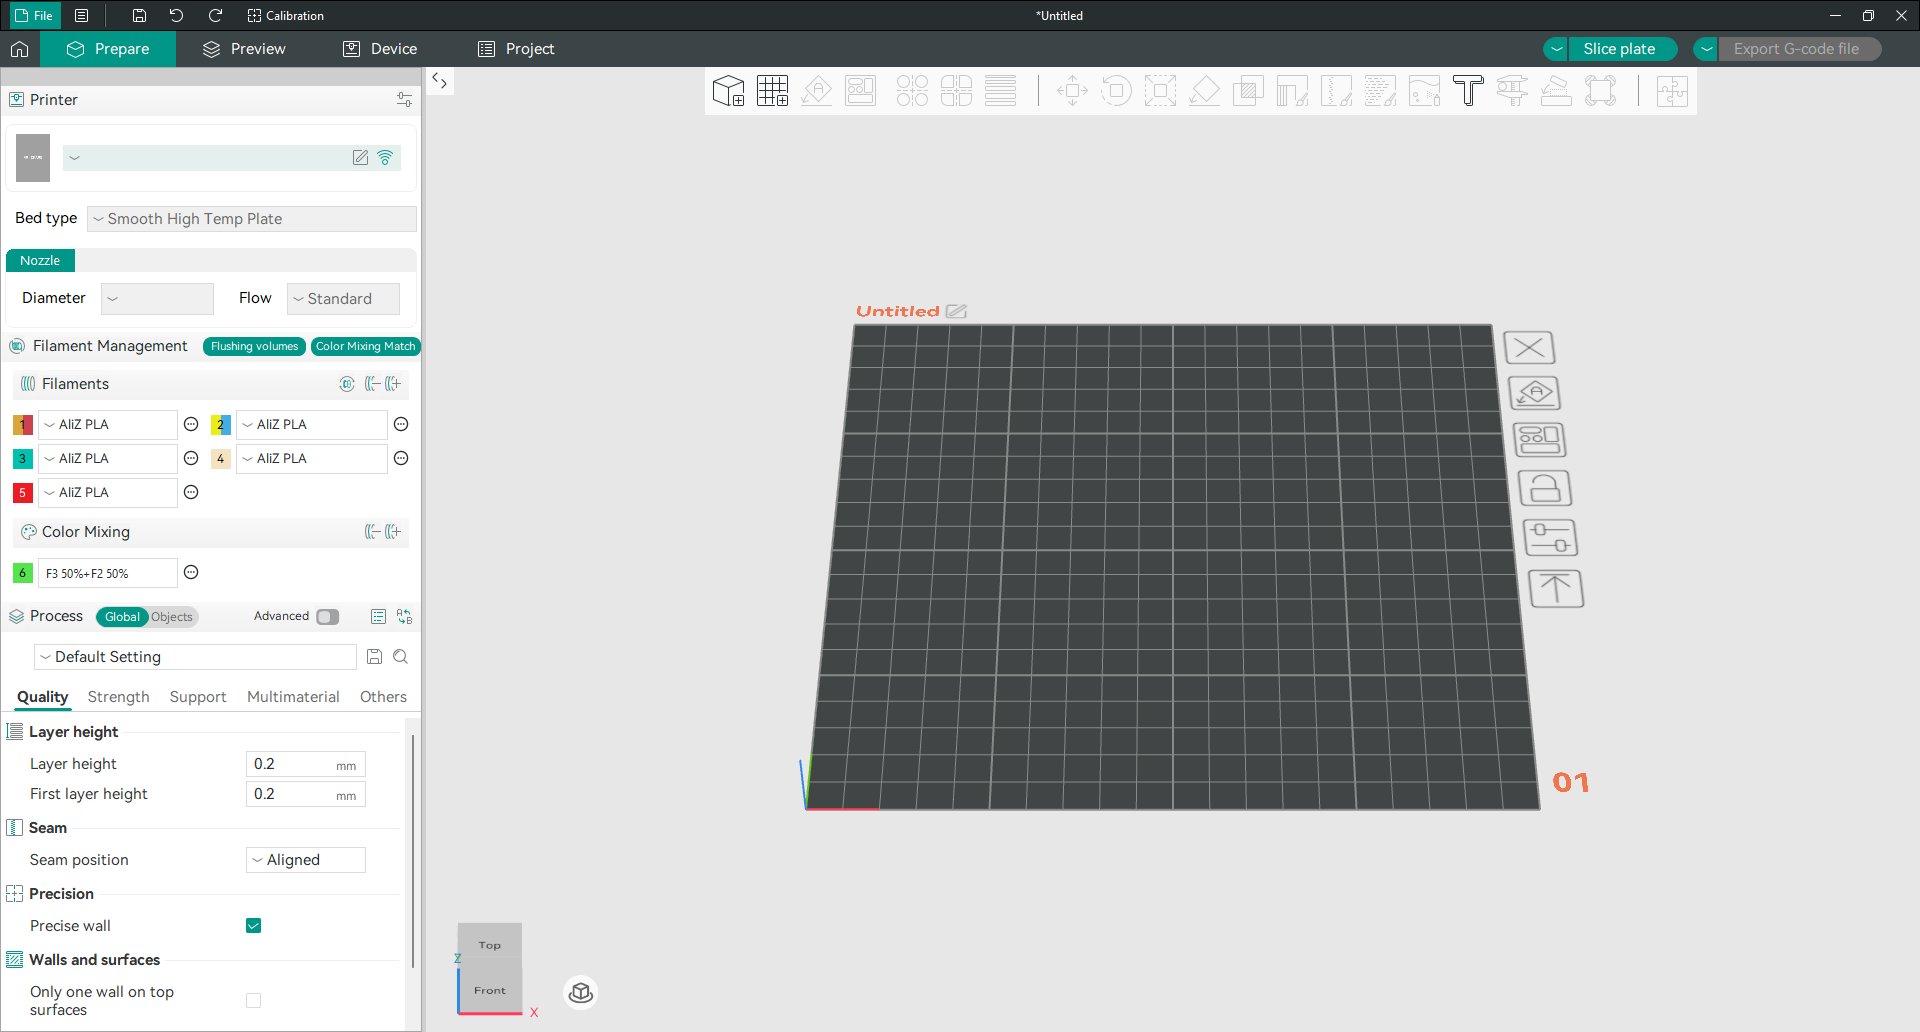 File
Calibration
*Untitled
Prepare
Preview
Device
Project
Slice plate
Export G-code file
Printer
Bed type
Smooth High Temp Plate
Nozzle
Diameter
Flow
Standard
Filament Management
Flushing volumes
Color Mixing Match
Filaments
1 AliZ PLA
2 AliZ PLA
3 AliZ PLA
4 AliZ PLA
5 AliZ PLA
Color Mixing
6 F3 50%+F2 50%
Process
Global
Objects
Advanced
Default Setting
Quality
Strength
Support
Multimaterial
Others
Layer height
Layer height
0.2 mm
First layer height
0.2 mm
Seam
Seam position
Aligned
Precision
Precise wall
Walls and surfaces
Only one wall on top
surfaces
Untitled
01
Top
Z
Front
X